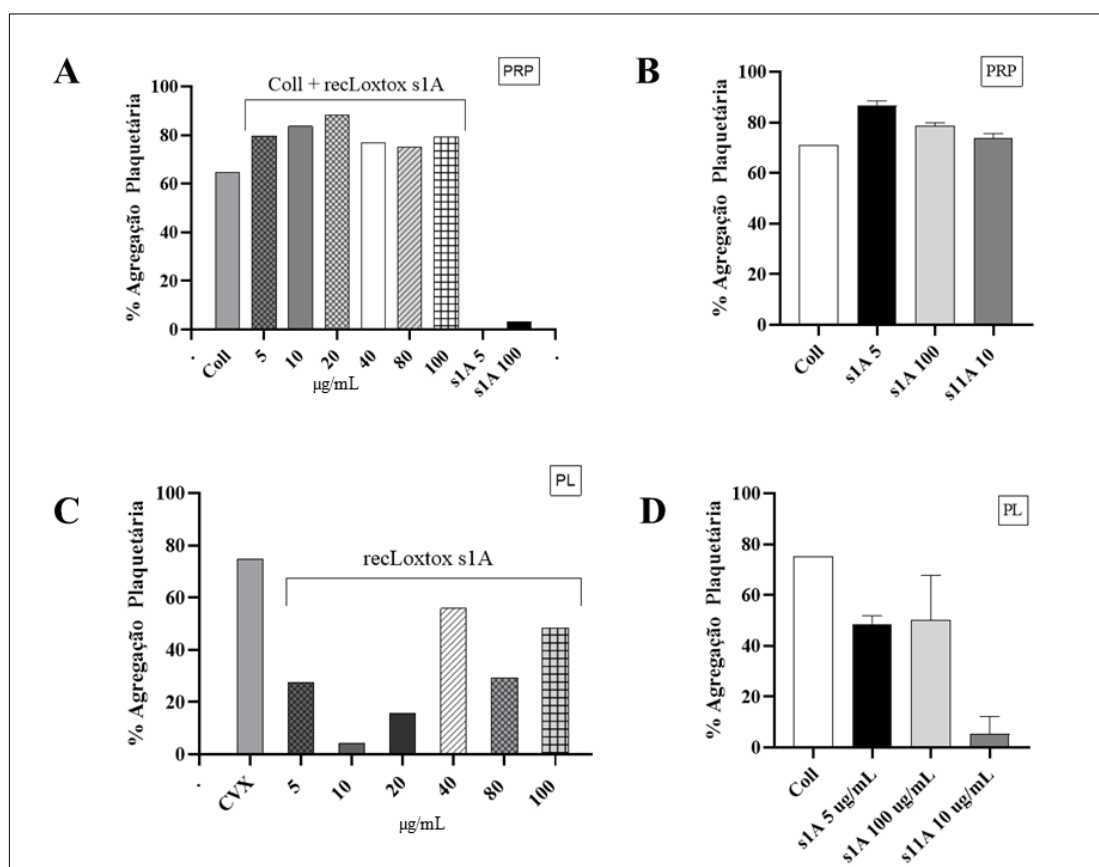 A
PRP
Coll + recLoxtox s1A
% Agregação Plaquetária
100
80
60
40
20
0
. Coll 5 10 20 40 80 100 s1A 5 s1A 100 .
µg/mL
B
PRP
% Agregação Plaquetária
100
80
60
40
20
0
Coll s1A 5 s1A 100 s11A 10
C
PL
recLoxtox s1A
% Agregação Plaquetária
100
80
60
40
20
0
. CVX 5 10 20 40 80 100
µg/mL
D
PL
% Agregação Plaquetária
100
80
60
40
20
0
Coll s1A 5 ug/mL s1A 100 ug/mL s11A 10 ug/mL